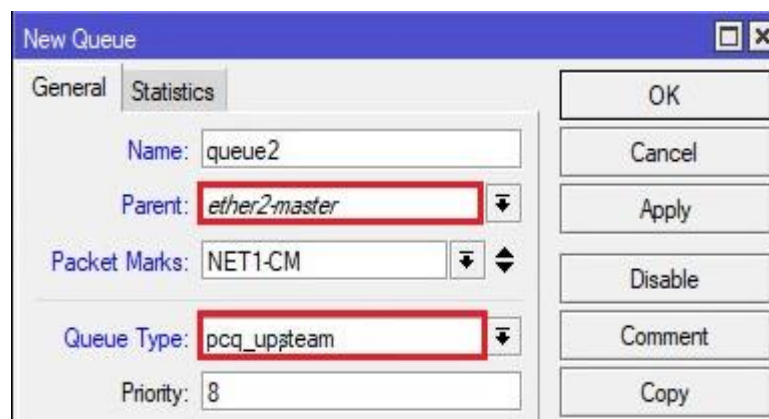 New Queue
General Statistics
OK
Name: queue2
Cancel
Parent: ether2-master
Apply
Packet Marks: NET1-CM
Disable
Queue Type: pcq_upsteam
Comment
Priority: 8
Copy